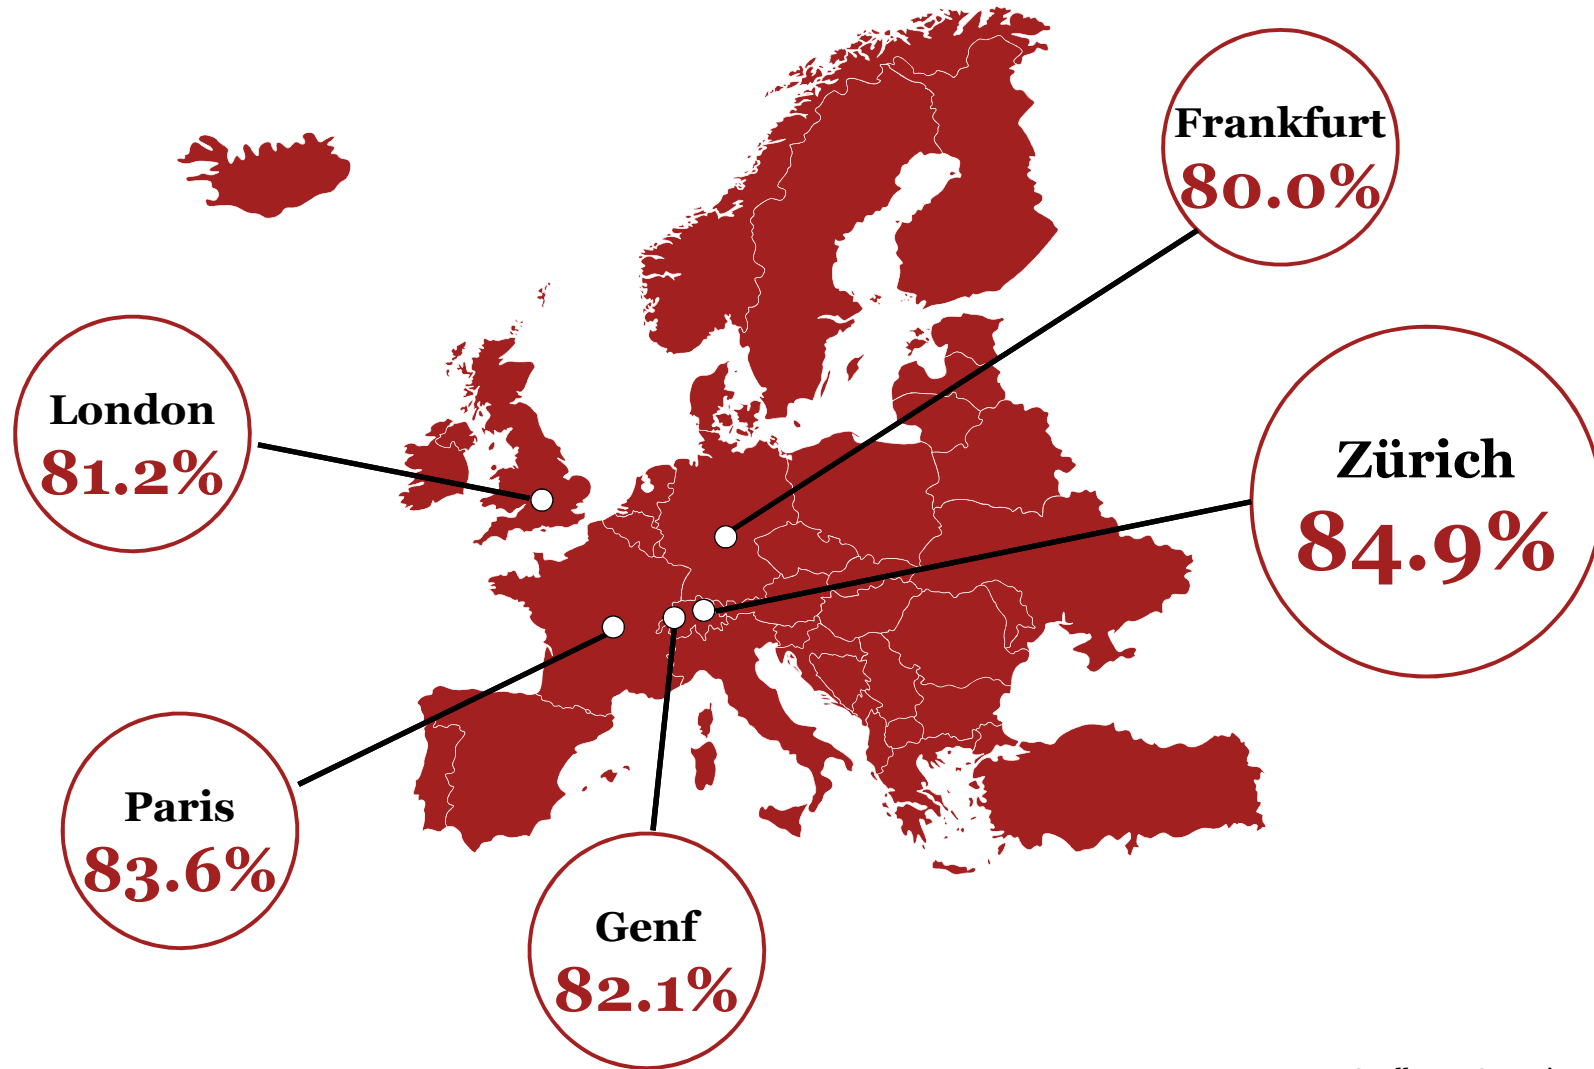 Frankfurt
80.0%
London
81.2%
Zürich
84.9%
Paris
83.6%
Genf
82.1%